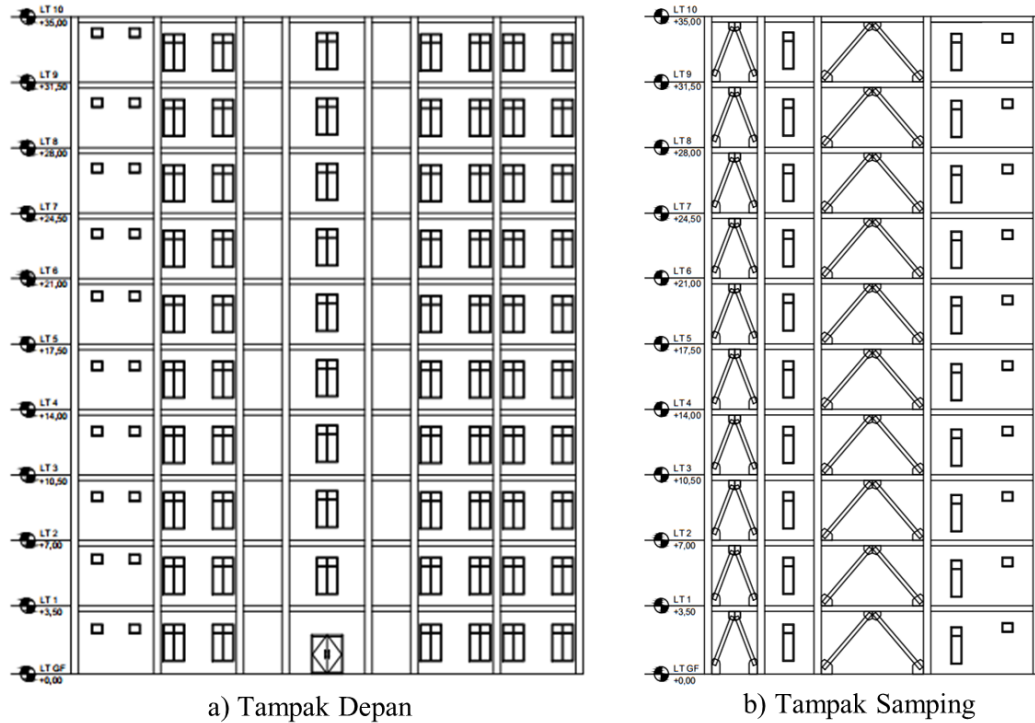 LT 10
+35,00
LT 9
+31,50
LT 8
+28,00
LT 7
+24,50
LT 6
+21,00
LT 5
+17,50
LT 4
+14,00
LT 3
+10,50
LT 2
+7,00
LT 1
+3,50
LT GF
+0,00
a) Tampak Depan
LT 10
+35,00
LT 9
+31,50
LT 8
+28,00
LT 7
+24,50
LT 6
+21,00
LT 5
+17,50
LT 4
+14,00
LT 3
+10,50
LT 2
+7,00
LT 1
+3,50
LT GF
+0,00
b) Tampak Samping